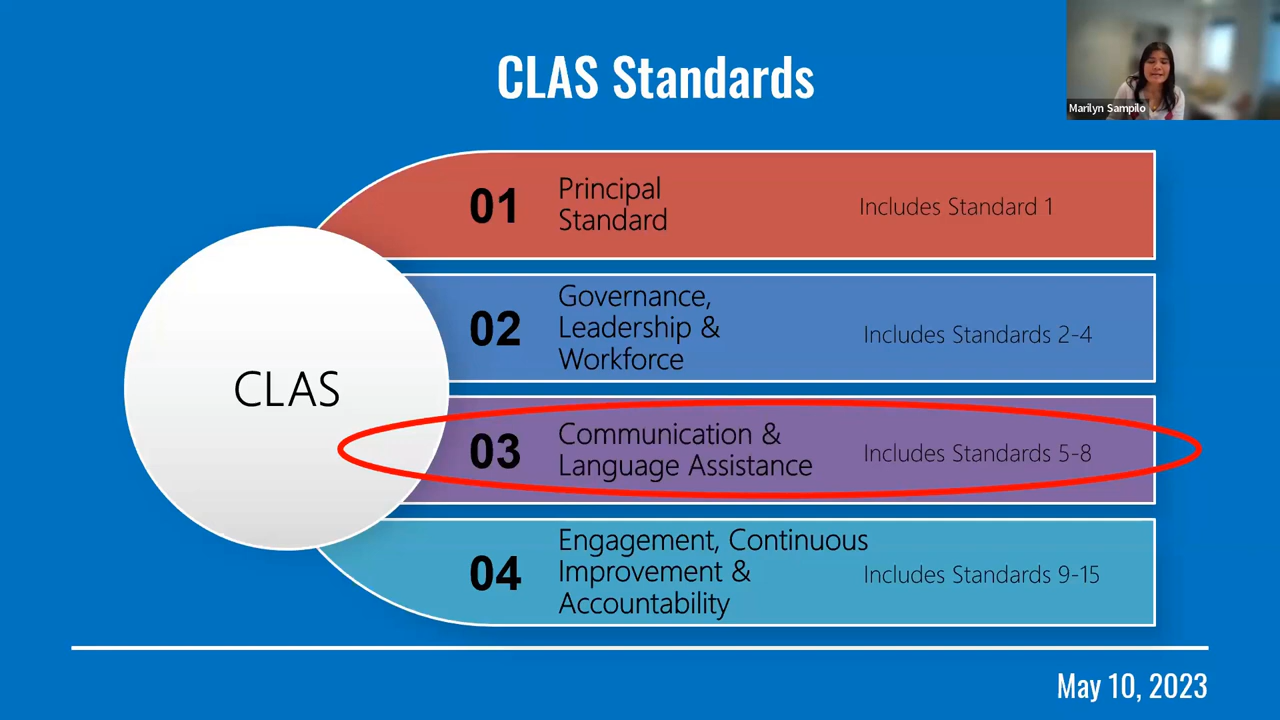 CLAS Standards
Marilyn Sampilo
CLAS
01
Principal
Standard
Includes Standard 1
02
Governance,
Leadership &
Workforce
Includes Standards 2-4
03
Communication &
Language Assistance
Includes Standards 5-8
04
Engagement, Continuous
Improvement &
Accountability
Includes Standards 9-15
May 10, 2023